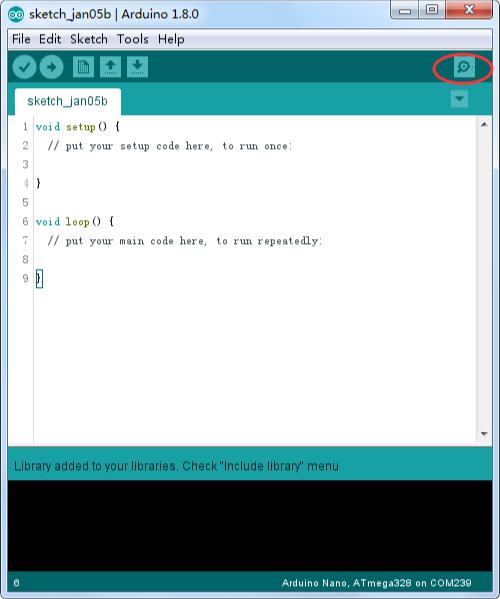 sketch_jan05b | Arduino 1.8.0
File Edit Sketch Tools Help
sketch_jan05b
1 void setup() {
2 // put your setup code here, to run once:
3
4 }
5
6 void loop() {
7 // put your main code here, to run repeatedly:
8
9 }
Library added to your libraries. Check "Include library" menu
6 Arduino Nano, ATmega328 on COM239